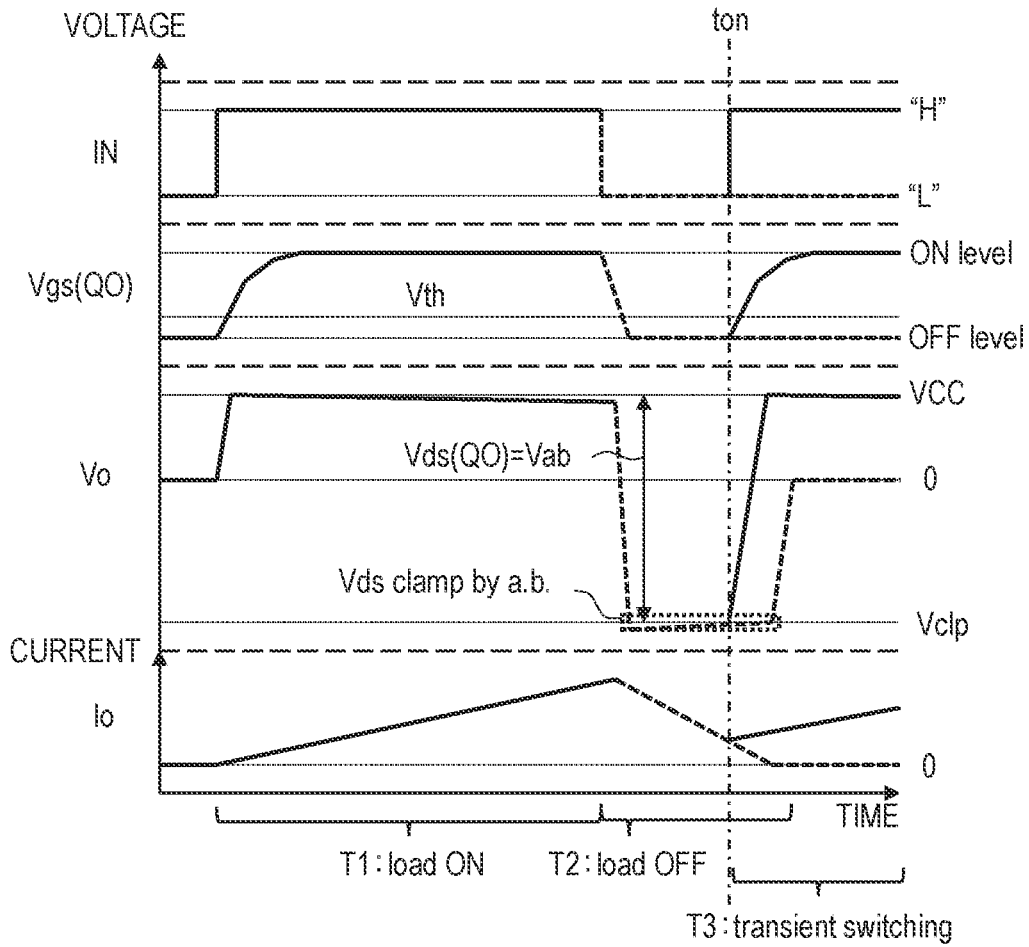 VOLTAGE
ton
IN
“H”
“L”
Vgs(QO)
Vth
ON level
OFF level
VCC
Vds(QO)=Vab
Vo
0
Vds clamp by a.b.
Vclp
CURRENT
Io
0
TIME
T1:load ON
T2:load OFF
T3:transient switching